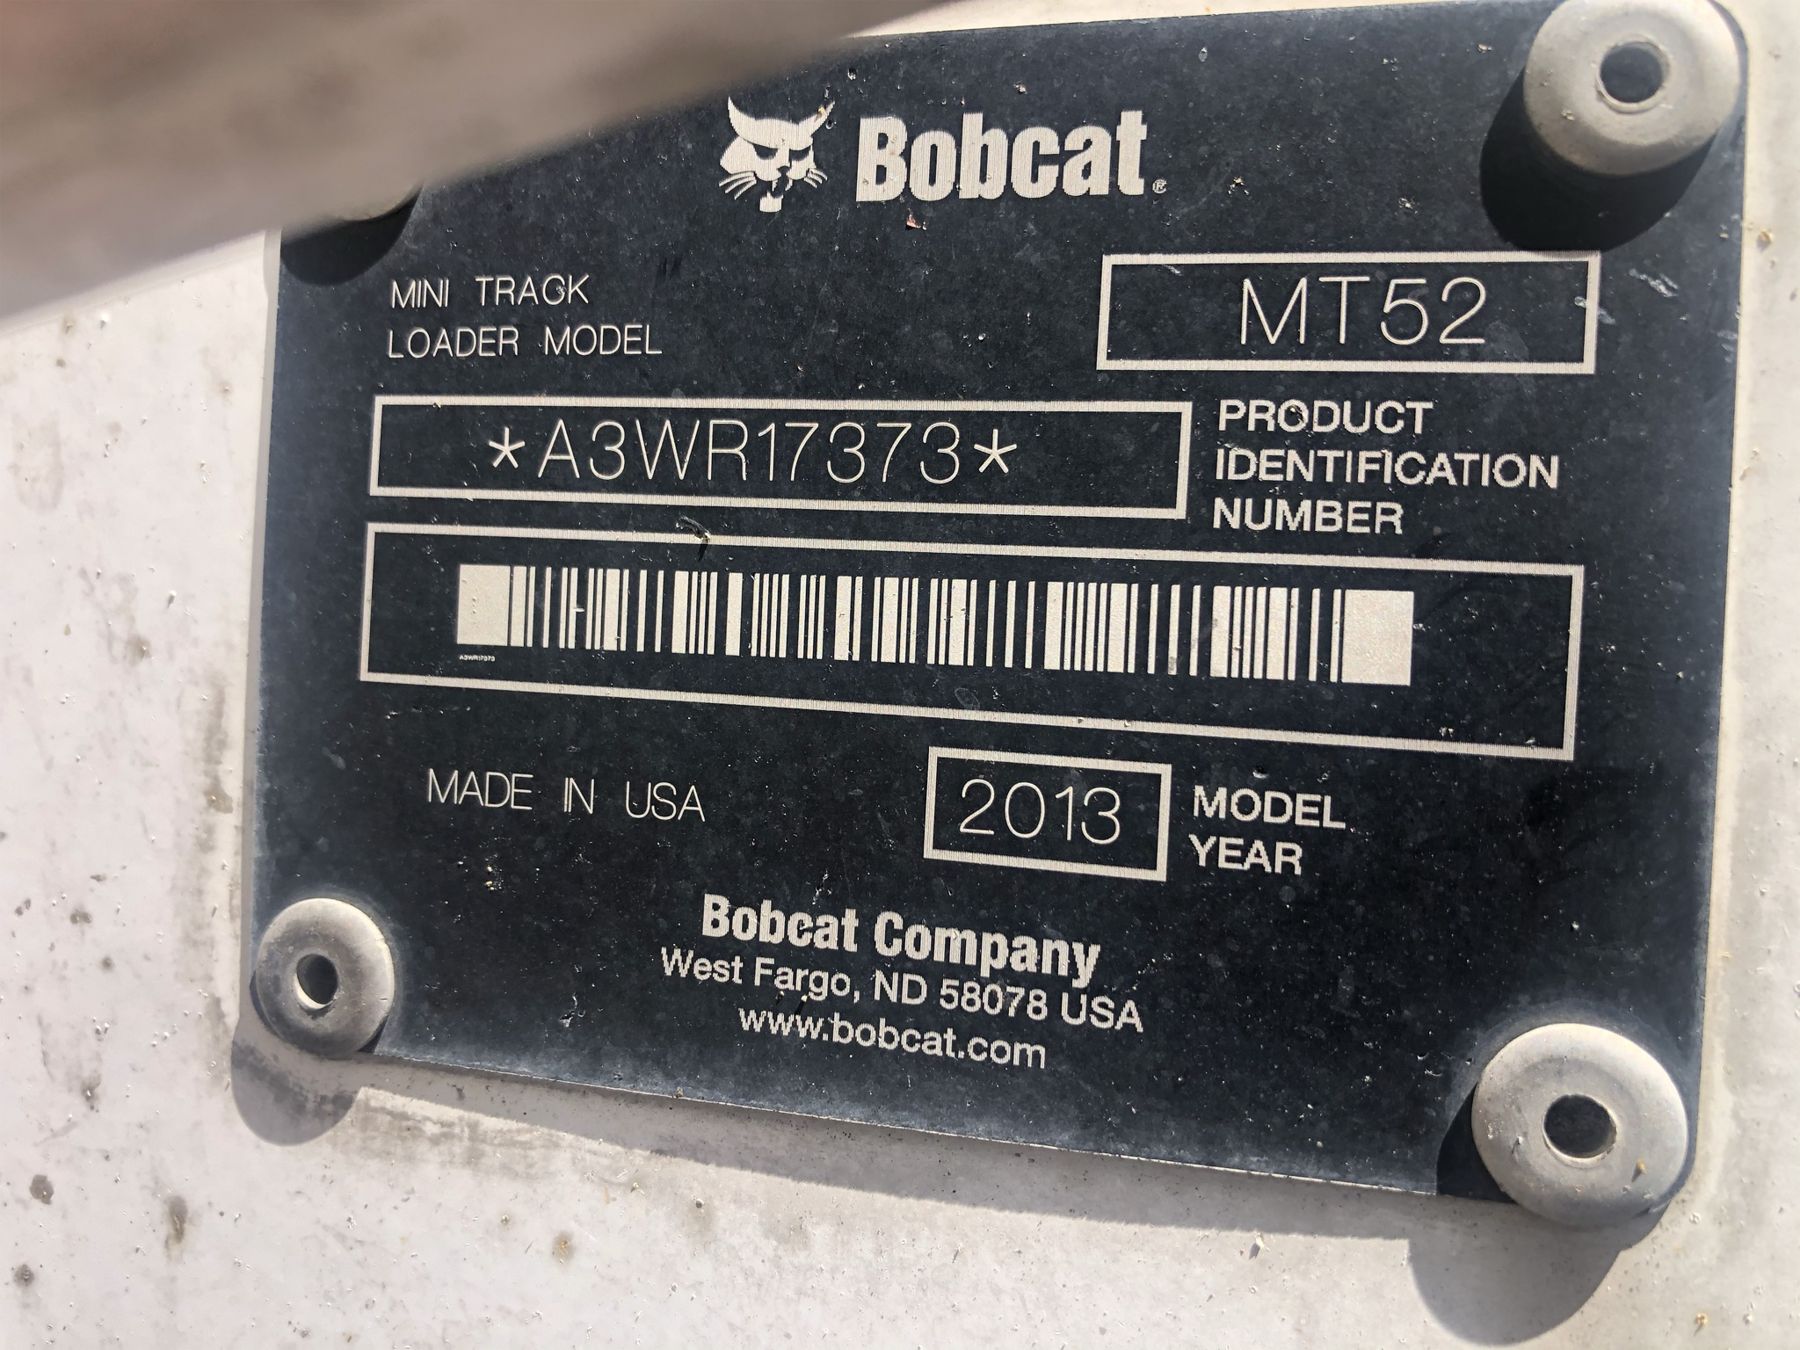 Bobcat®
MINI TRACK
LOADER MODEL
MT52
*A3WR17373*
PRODUCT
IDENTIFICATION
NUMBER
A3WR17373
MADE IN USA
2013
MODEL
YEAR
Bobcat Company
West Fargo, ND 58078 USA
www.bobcat.com